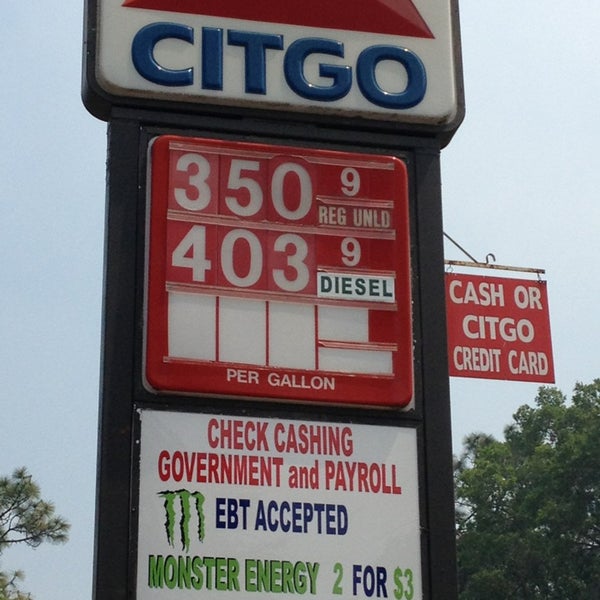 CITGO
350 9
REG UNLD
403 9
DIESEL
PER GALLON
CASH OR
CITGO
CREDIT CARD
CHECK CASHING
GOVERNMENT and PAYROLL
EBT ACCEPTED
MONSTER ENERGY 2 FOR $3